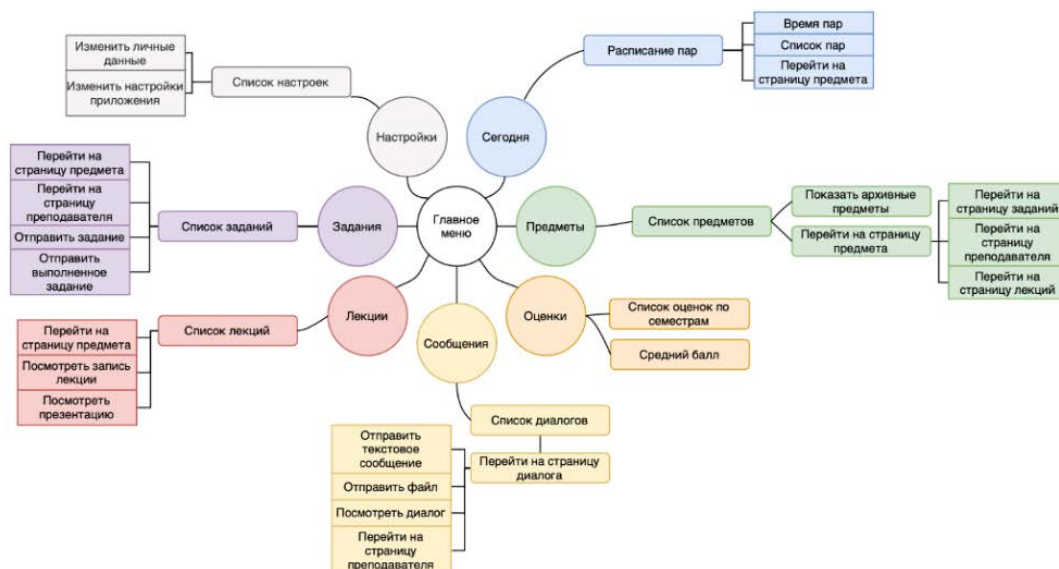 Изменить личные
данные
Изменить настройки
приложения
Список настроек
Настройки
Сегодня
Расписание пар
Время пар
Список пар
Перейти на
страницу предмета
Перейти на
страницу предмета
Перейти на
страницу
преподавателя
Отправить задание
Отправить
выполненное
задание
Список заданий
Задания
Главное
меню
Предметы
Список предметов
Показать архивные
предметы
Перейти на страницу
предмета
Перейти на
страницу заданий
Перейти на
страницу
преподавателя
Перейти на
страницу лекций
Перейти на
страницу предмета
Посмотреть запись
лекции
Посмотреть
презентацию
Список лекций
Лекции
Сообщения
Оценки
Список оценок по
семестрам
Средний балл
Список диалогов
Перейти на страницу
диалога
Отправить
текстовое
сообщение
Отправить файл
Посмотреть диалог
Перейти на
страницу
преподавателя